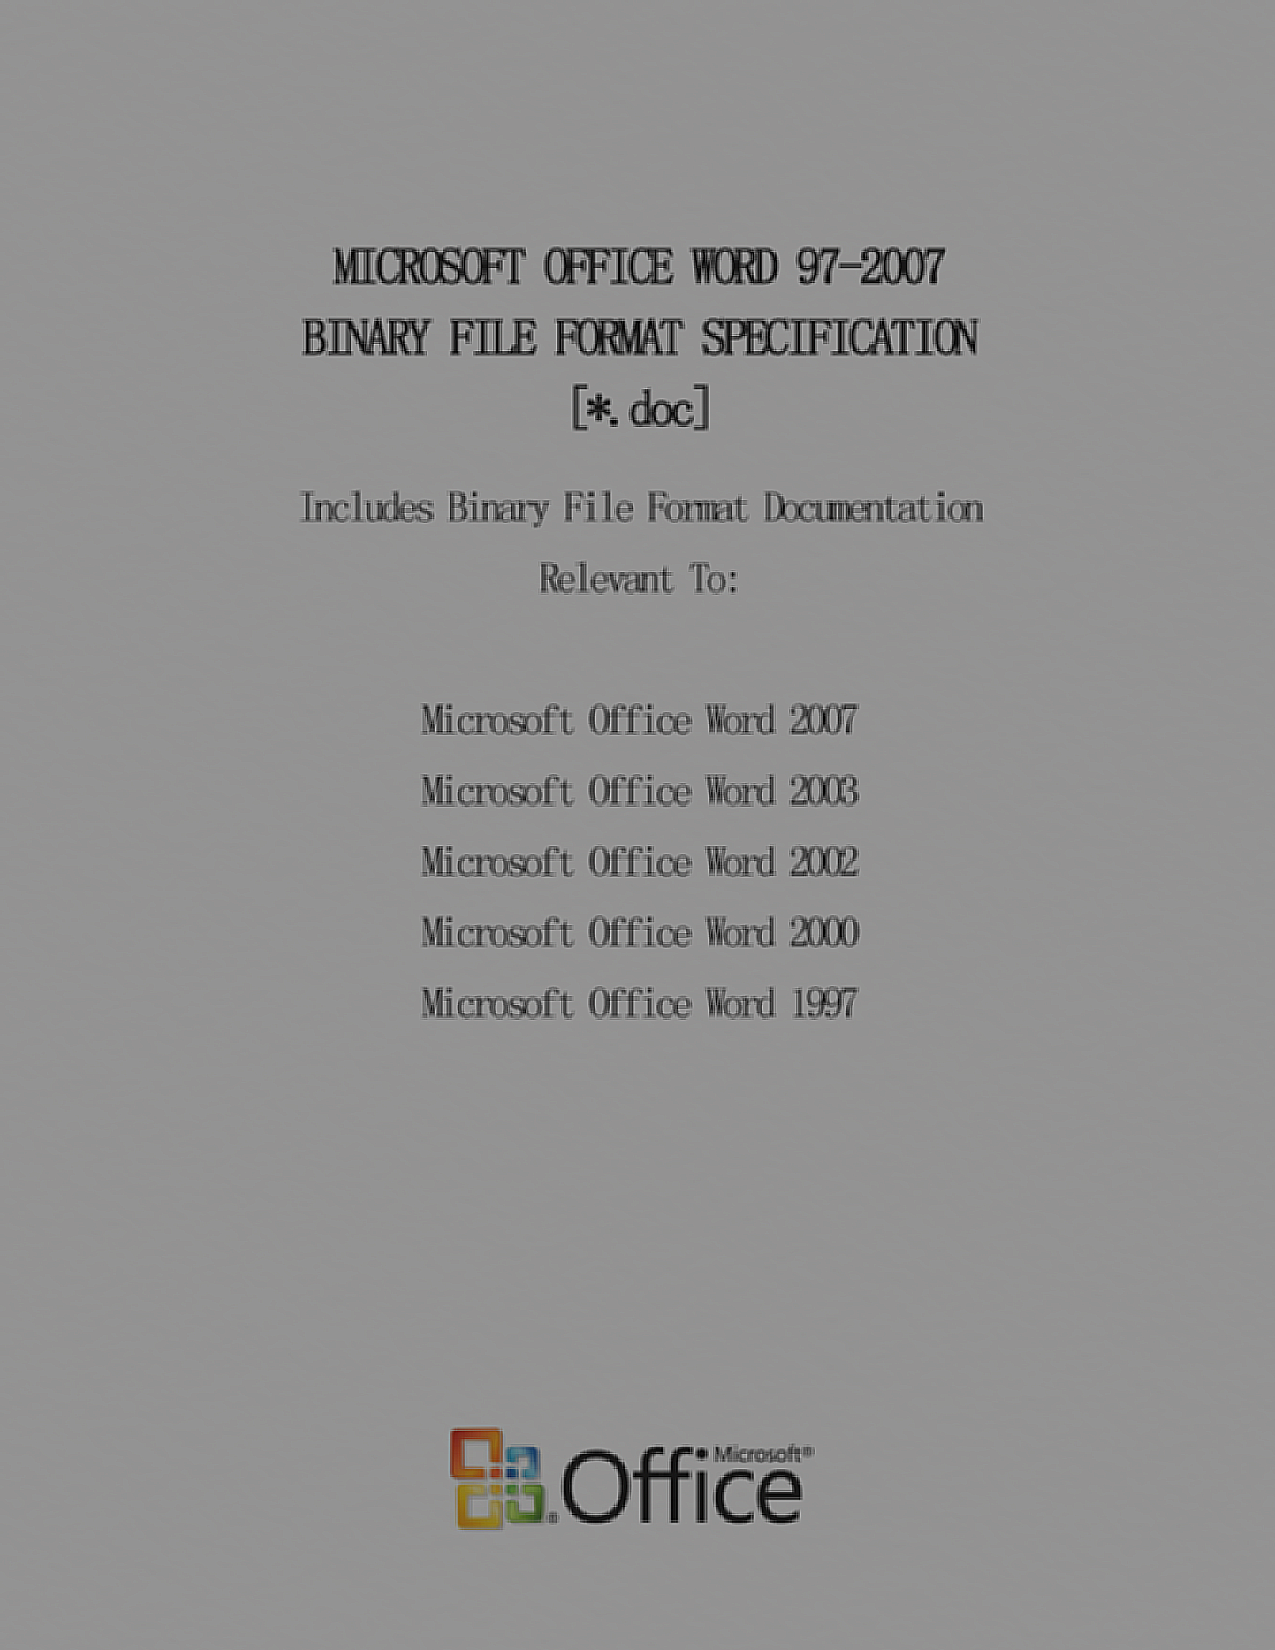 MICROSOFT OFFICE WORD 97-2007
BINARY FILE FORMAT SPECIFICATION
[*.doc]
Includes Binary File Format Documentation
Relevant To:
Microsoft Office Word 2007
Microsoft Office Word 2003
Microsoft Office Word 2002
Microsoft Office Word 2000
Microsoft Office Word 1997
Microsoft®
®Office